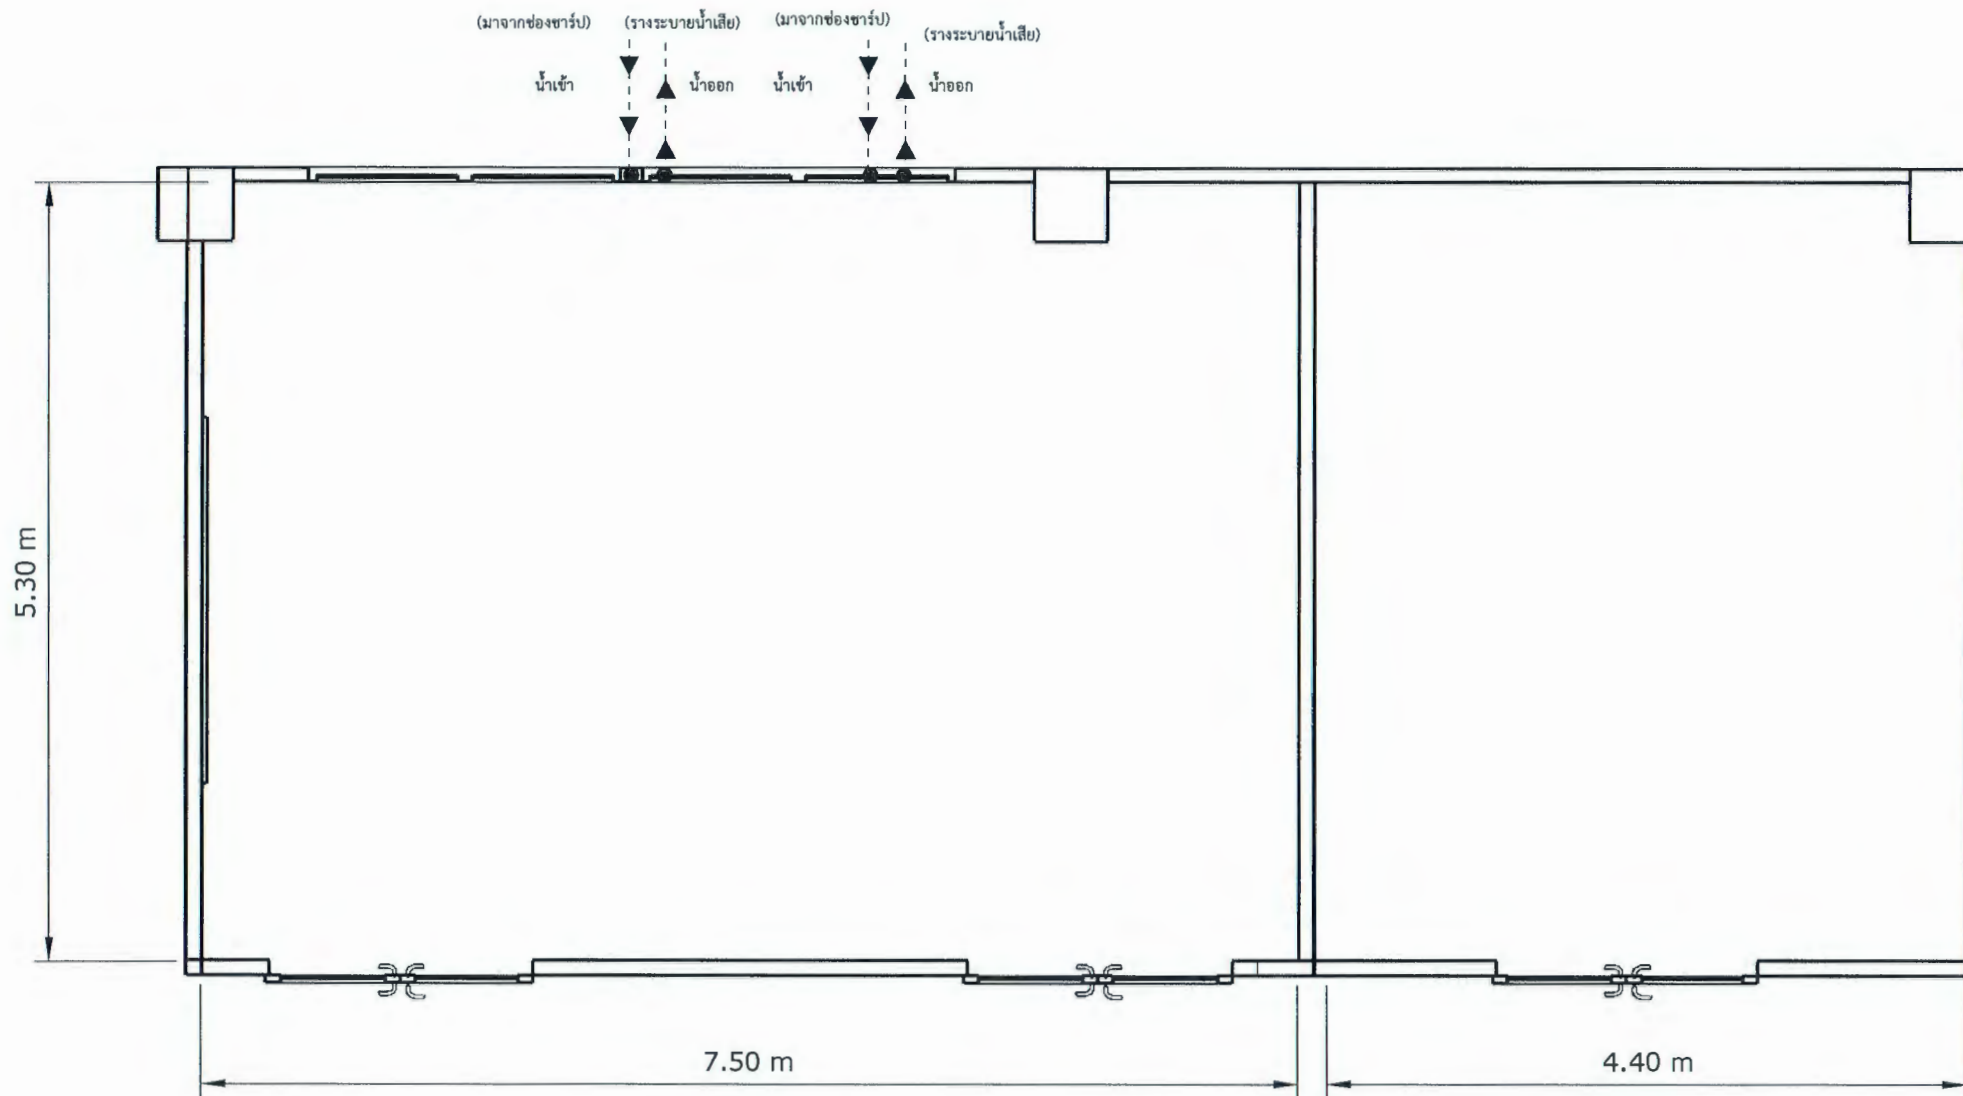 (มาจากช่องชาร์ป) (รางระบายน้ำเสีย) (มาจากช่องชาร์ป) (รางระบายน้ำเสีย)
น้ำเข้า น้ำออก น้ำเข้า น้ำออก
5.30 m
7.50 m 4.40 m